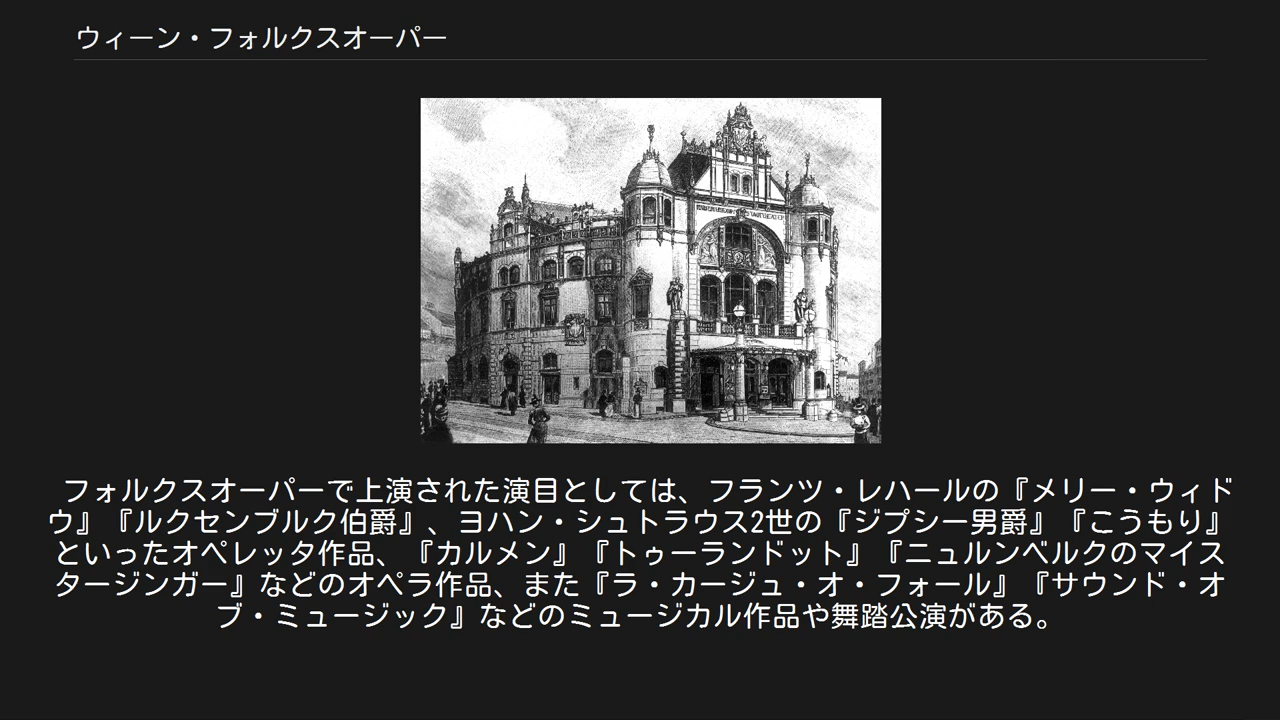 ウィーン・フォルクスオーパー
フォルクスオーパーで上演された演目としては、フランツ・レハールの『メリー・ウィド
ウ』『ルクセンブルク伯爵』、ヨハン・シュトラウス2世の『ジプシー男爵』『こうもり』
といったオペレッタ作品、『カルメン』『トゥーランドット』『ニュルンベルクのマイス
タージンガー』などのオペラ作品、また『ラ・カージュ・オ・フォール』『サウンド・オ
ブ・ミュージック』などのミュージカル作品や舞踏公演がある。